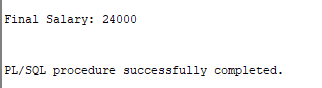 Final Salary: 24000
PL/SQL procedure successfully completed.